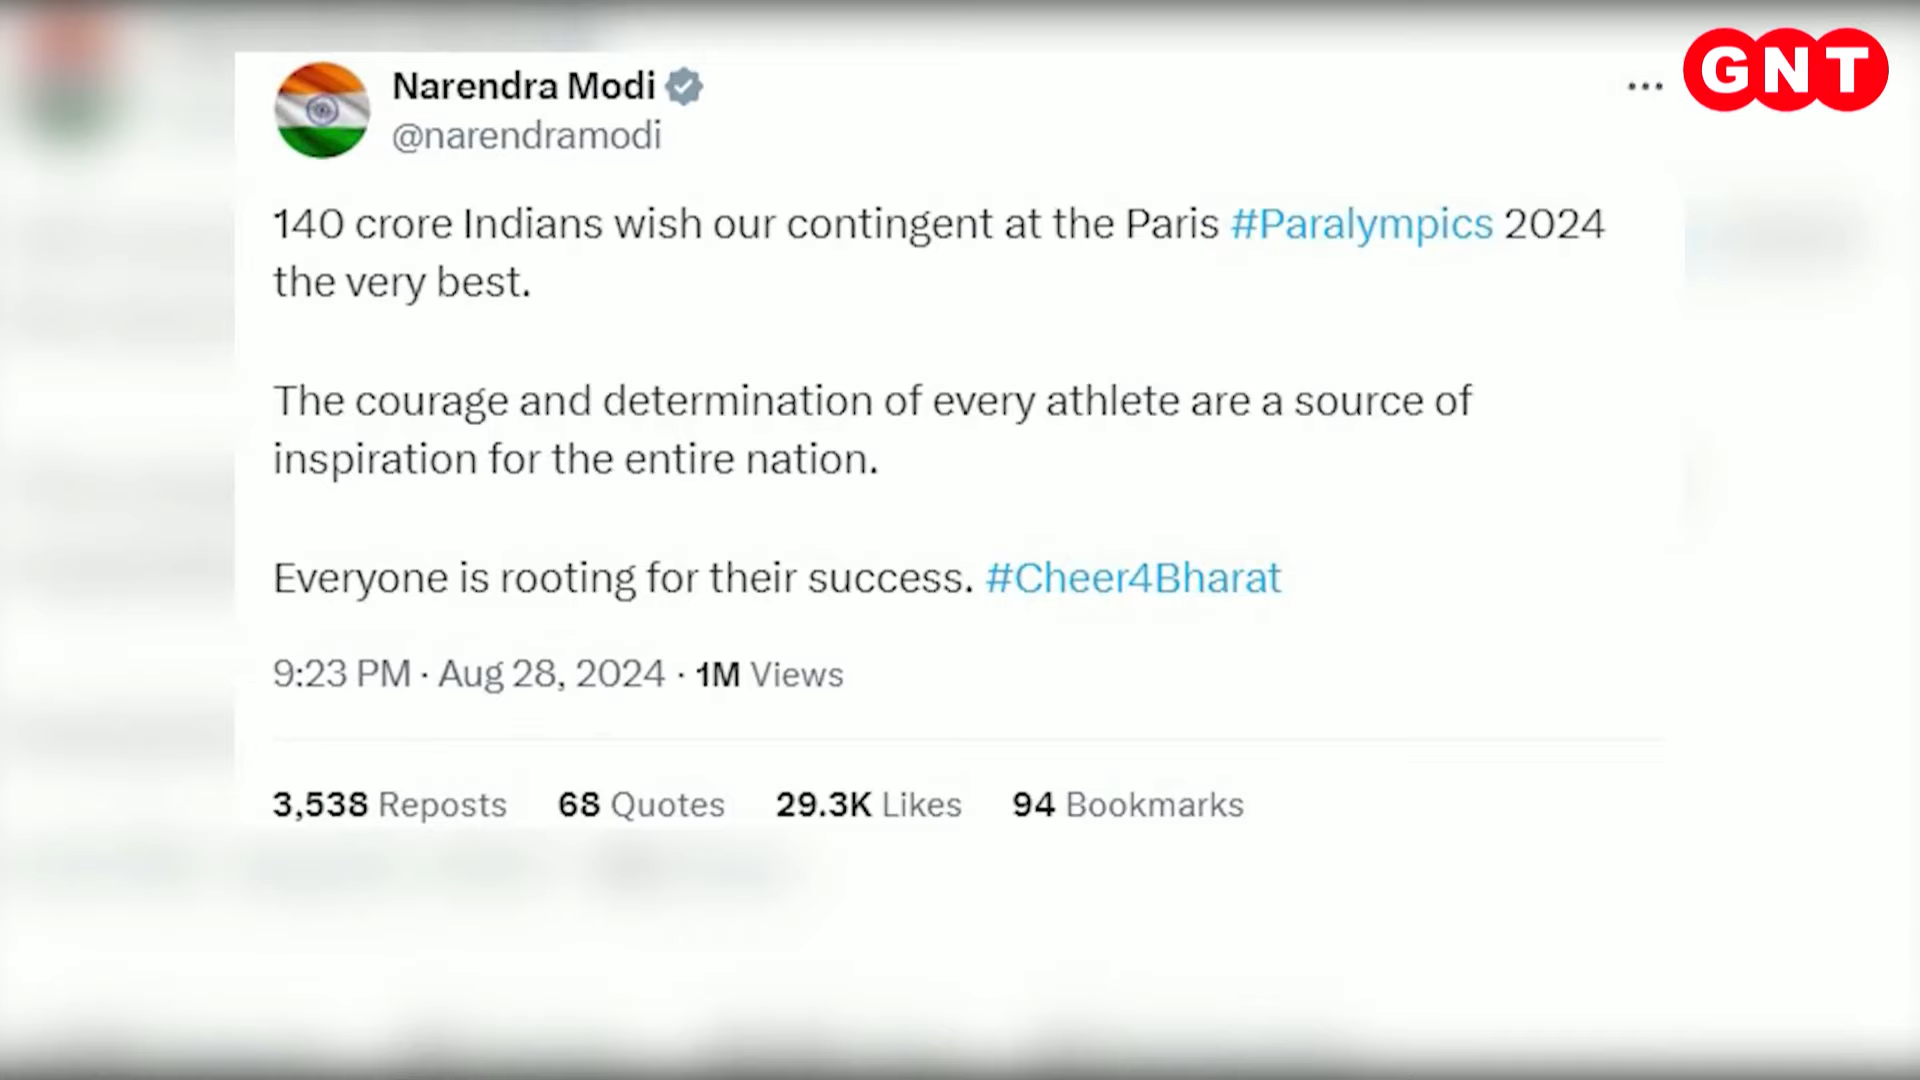 Narendra Modi
@narendramodi
GNT
140 crore Indians wish our contingent at the Paris #Paralympics 2024
the very best.
The courage and determination of every athlete are a source of
inspiration for the entire nation.
Everyone is rooting for their success. #Cheer4Bharat
9:23 PM · Aug 28, 2024 · 1M Views
3,538 Reposts 68 Quotes 29.3K Likes 94 Bookmarks